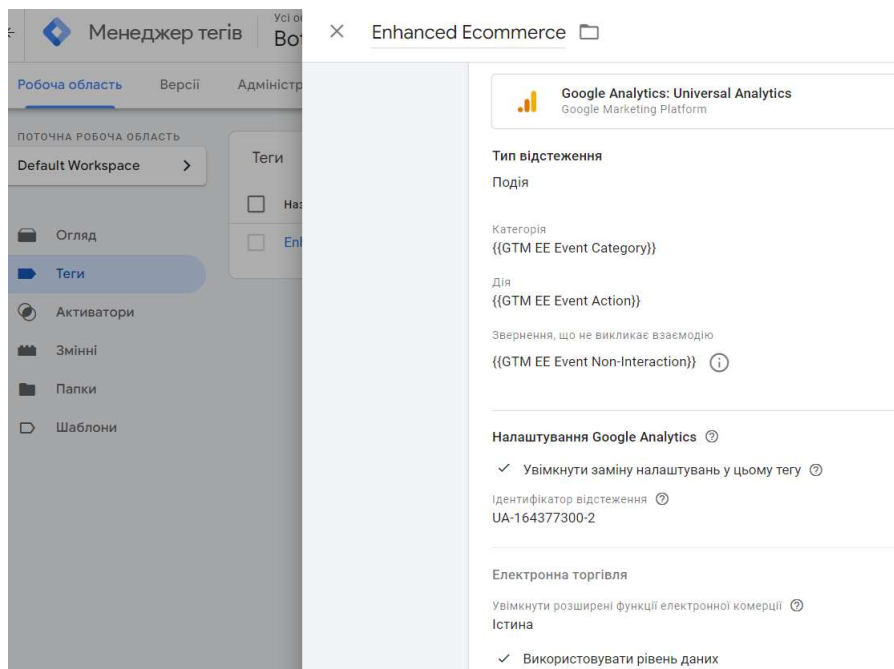 Менеджер тегів
Робоча область
Версії
ПОТОЧНА РОБОЧА ОБЛАСТЬ
Default Workspace
Огляд
Теги
Активатори
Змінні
Папки
Шаблони
Теги
Enhanced Ecommerce
Google Analytics: Universal Analytics
Google Marketing Platform
Тип відстеження
Подія
Категорія
{{GTM EE Event Category}}
Дія
{{GTM EE Event Action}}
Звернення, що не викликає взаємодію
{{GTM EE Event Non-Interaction}}
Налаштування Google Analytics
Увімкнути заміну налаштувань у цьому тегу
Ідентифікатор відстеження
UA-164377300-2
Електронна торгівля
Увімкнути розширені функції електронної комерції
Істина
Використовувати рівень даних